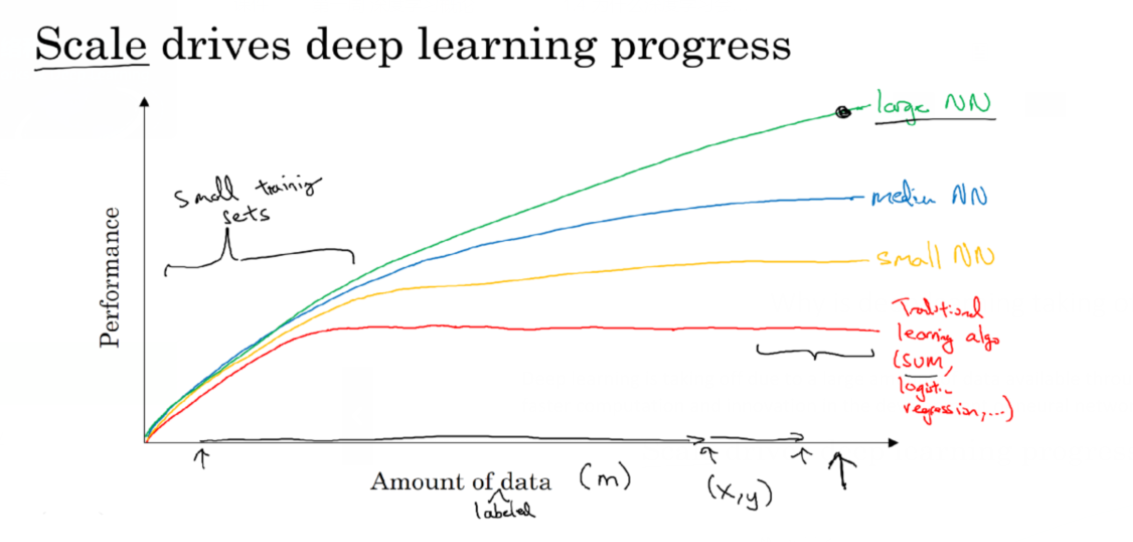 Scale drives deep learning progress
large NN
small training
sets
medium NN
small NN
Performance
Traditional
learning algo
(SVM,
logistic
regression,...)
Amount of data (m)
labeled
(x,y)